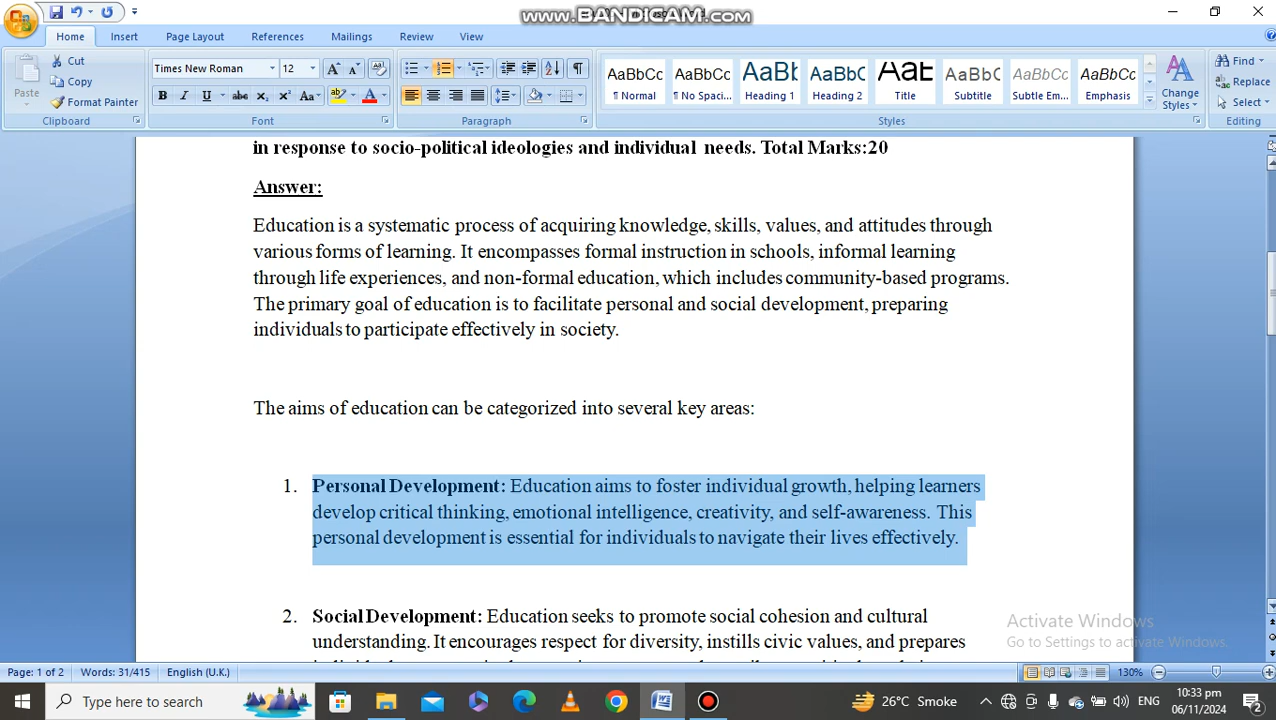 www.BANDICAM.com
Home Insert Page Layout References Mailings Review View
Paste
Cut
Copy
Format Painter
Clipboard
Times New Roman 12
Font
Paragraph
AaBbCc AaBbCc AaBbC AaBbC AaB AaBbC AaBbCc AaBbCc
¶ Normal ¶ No Spaci... Heading 1 Heading 2 Title Subtitle Subtle Em... Emphasis
Change Styles
Styles
Find
Replace
Select
Editing
in response to socio-political ideologies and individual needs. Total Marks:20
Answer:
Education is a systematic process of acquiring knowledge, skills, values, and attitudes through
various forms of learning. It encompasses formal instruction in schools, informal learning
through life experiences, and non-formal education, which includes community-based programs.
The primary goal of education is to facilitate personal and social development, preparing
individuals to participate effectively in society.
The aims of education can be categorized into several key areas:
1. Personal Development: Education aims to foster individual growth, helping learners
develop critical thinking, emotional intelligence, creativity, and self-awareness. This
personal development is essential for individuals to navigate their lives effectively.
2. Social Development: Education seeks to promote social cohesion and cultural
understanding. It encourages respect for diversity, instills civic values, and prepares
Activate Windows
Go to Settings to activate Windows.
Page: 1 of 2 Words: 31/415 English (U.K.) 130%
Type here to search
26°C Smoke
ENG
10:33 pm
06/11/2024
2